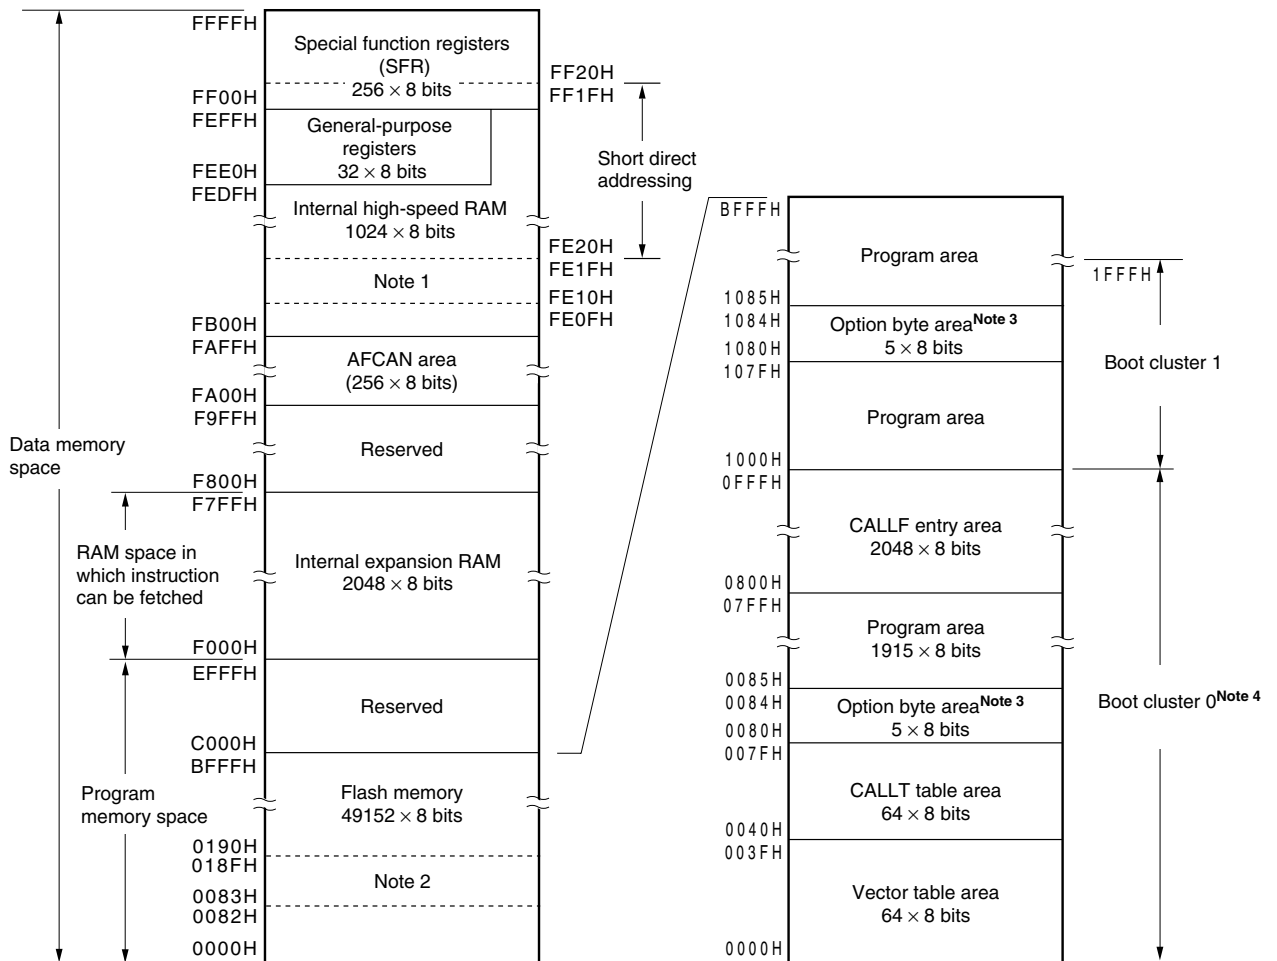 FFFFH
Special function registers
(SFR)
256 × 8 bits
FF20H
FF1FH
FF00H
FEFFH
General-purpose
registers
32 × 8 bits
Short direct
addressing
FEE0H
FEDFH
Internal high-speed RAM
1024 × 8 bits
FE20H
FE1FH
Note 1
FE10H
FE0FH
FB00H
FAFFH
AFCAN area
(256 × 8 bits)
FA00H
F9FFH
Reserved
Data memory
space
F800H
F7FFH
RAM space in
which instruction
can be fetched
Internal expansion RAM
2048 × 8 bits
F000H
EFFFH
Reserved
C000H
BFFFH
Program
memory space
Flash memory
49152 × 8 bits
0190H
018FH
Note 2
0083H
0082H
0000H
BFFFH
Program area
1FFFH
1085H
1084H
Option byte area Note 3
5 × 8 bits
1080H
107FH
Boot cluster 1
Program area
1000H
0FFFH
CALLF entry area
2048 × 8 bits
0800H
07FFH
Program area
1915 × 8 bits
0085H
0084H
Option byte area Note 3
5 × 8 bits
Boot cluster 0 Note 4
0080H
007FH
CALLT table area
64 × 8 bits
0040H
003FH
Vector table area
64 × 8 bits
0000H